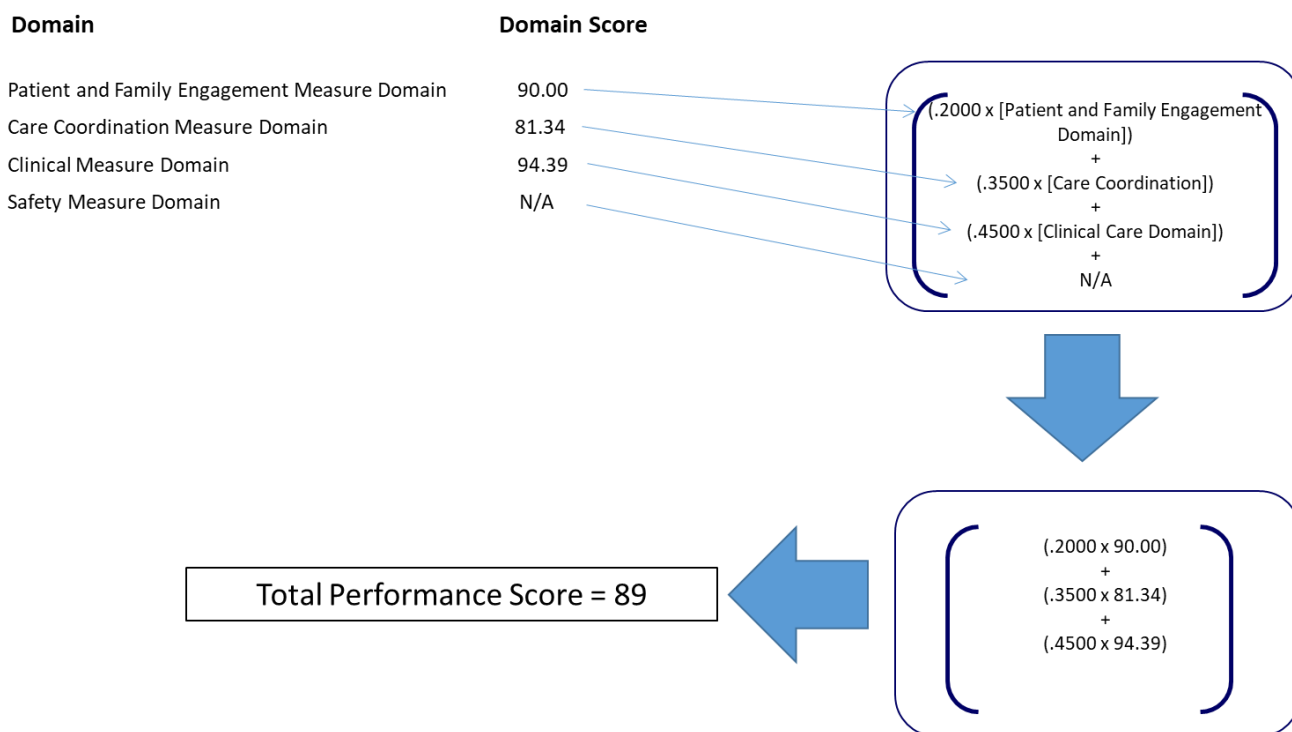 Domain Domain Score
Patient and Family Engagement Measure Domain 90.00
Care Coordination Measure Domain 81.34
Clinical Measure Domain 94.39
Safety Measure Domain N/A
(.2000 x [Patient and Family Engagement
Domain])
+
(.3500 x [Care Coordination])
+
(.4500 x [Clinical Care Domain])
+
N/A
(.2000 x 90.00)
+
(.3500 x 81.34)
+
(.4500 x 94.39)
Total Performance Score = 89